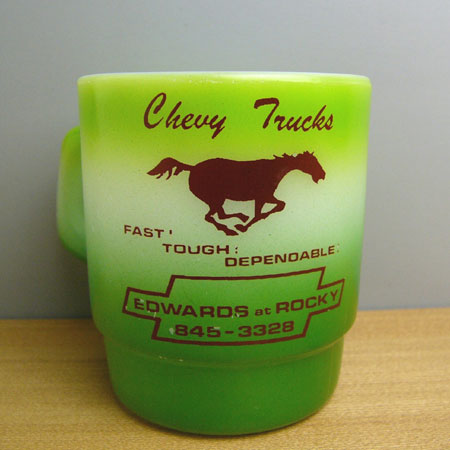 Chevy Trucks
FAST'
TOUGH:
DEPENDABLE:
EDWARDS at ROCKY
845-3328